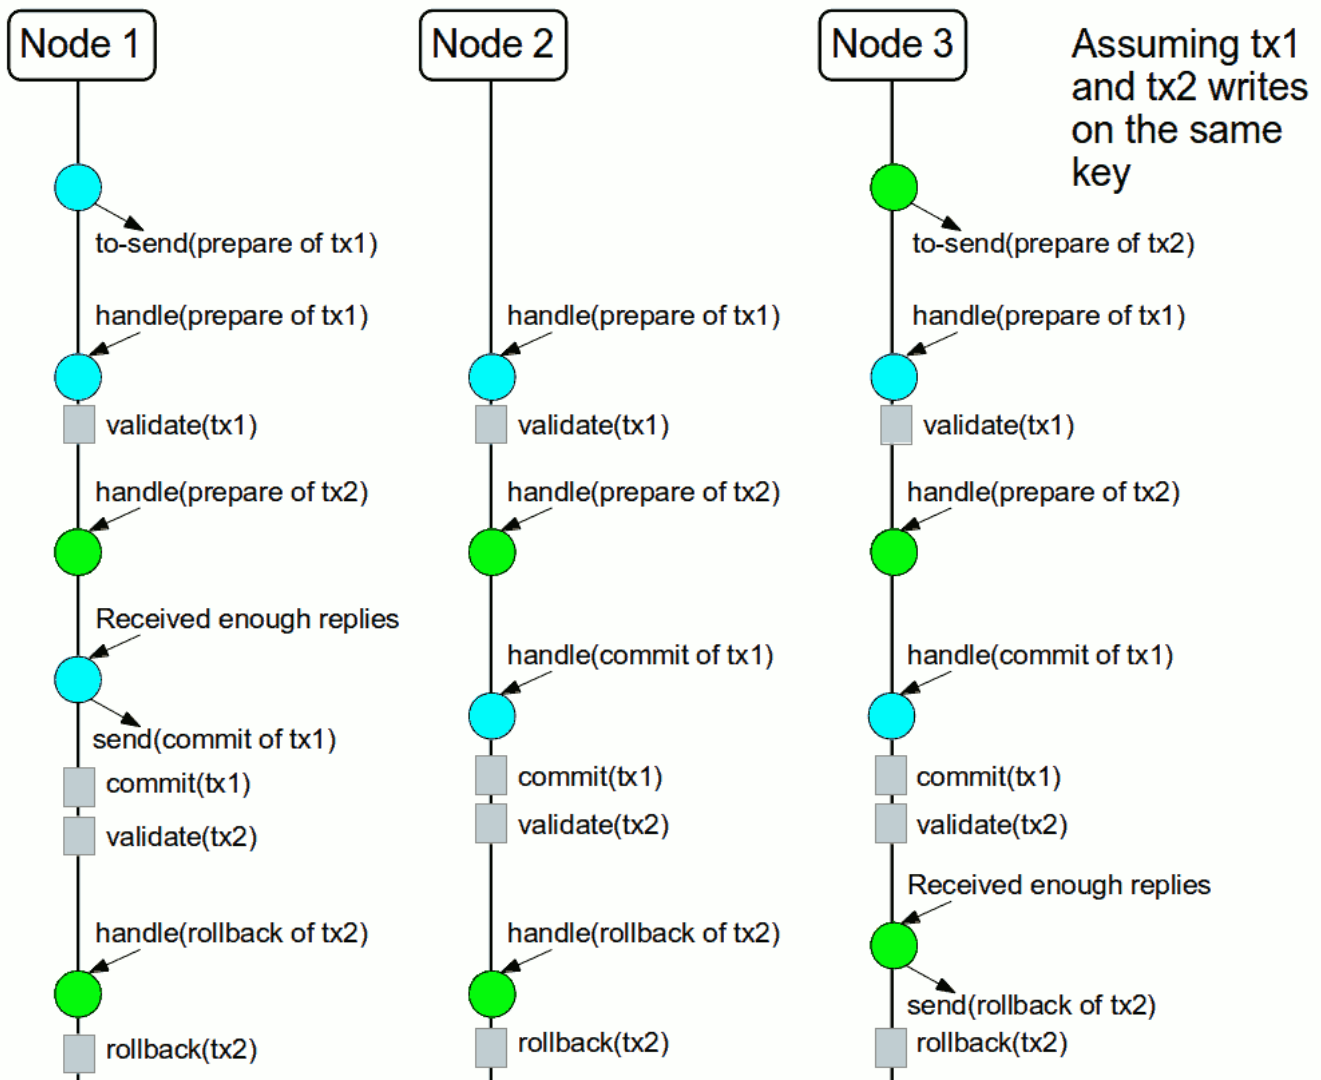 Node 1
Node 2
Node 3
Assuming tx1
and tx2 writes
on the same
key
to-send(prepare of tx1)
to-send(prepare of tx2)
handle(prepare of tx1)
handle(prepare of tx1)
handle(prepare of tx1)
validate(tx1)
validate(tx1)
validate(tx1)
handle(prepare of tx2)
handle(prepare of tx2)
handle(prepare of tx2)
Received enough replies
handle(commit of tx1)
handle(commit of tx1)
send(commit of tx1)
commit(tx1)
commit(tx1)
commit(tx1)
validate(tx2)
validate(tx2)
validate(tx2)
Received enough replies
handle(rollback of tx2)
handle(rollback of tx2)
send(rollback of tx2)
rollback(tx2)
rollback(tx2)
rollback(tx2)